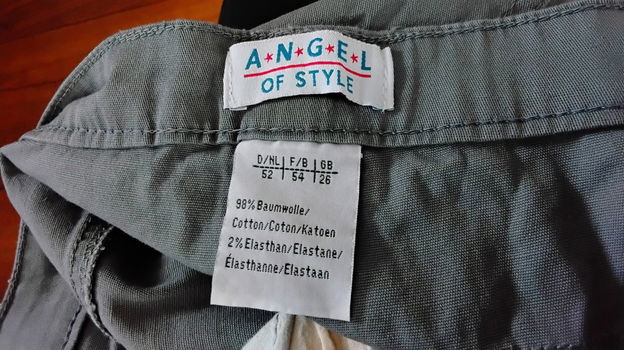 A★N★G★E★L
OF STYLE
D/NL | F/B | GB
52 | 54 | 26
98% Baumwolle/
Cotton/Coton/Katoen
2% Elasthan/Elastane/
Élasthanne/Elastaan